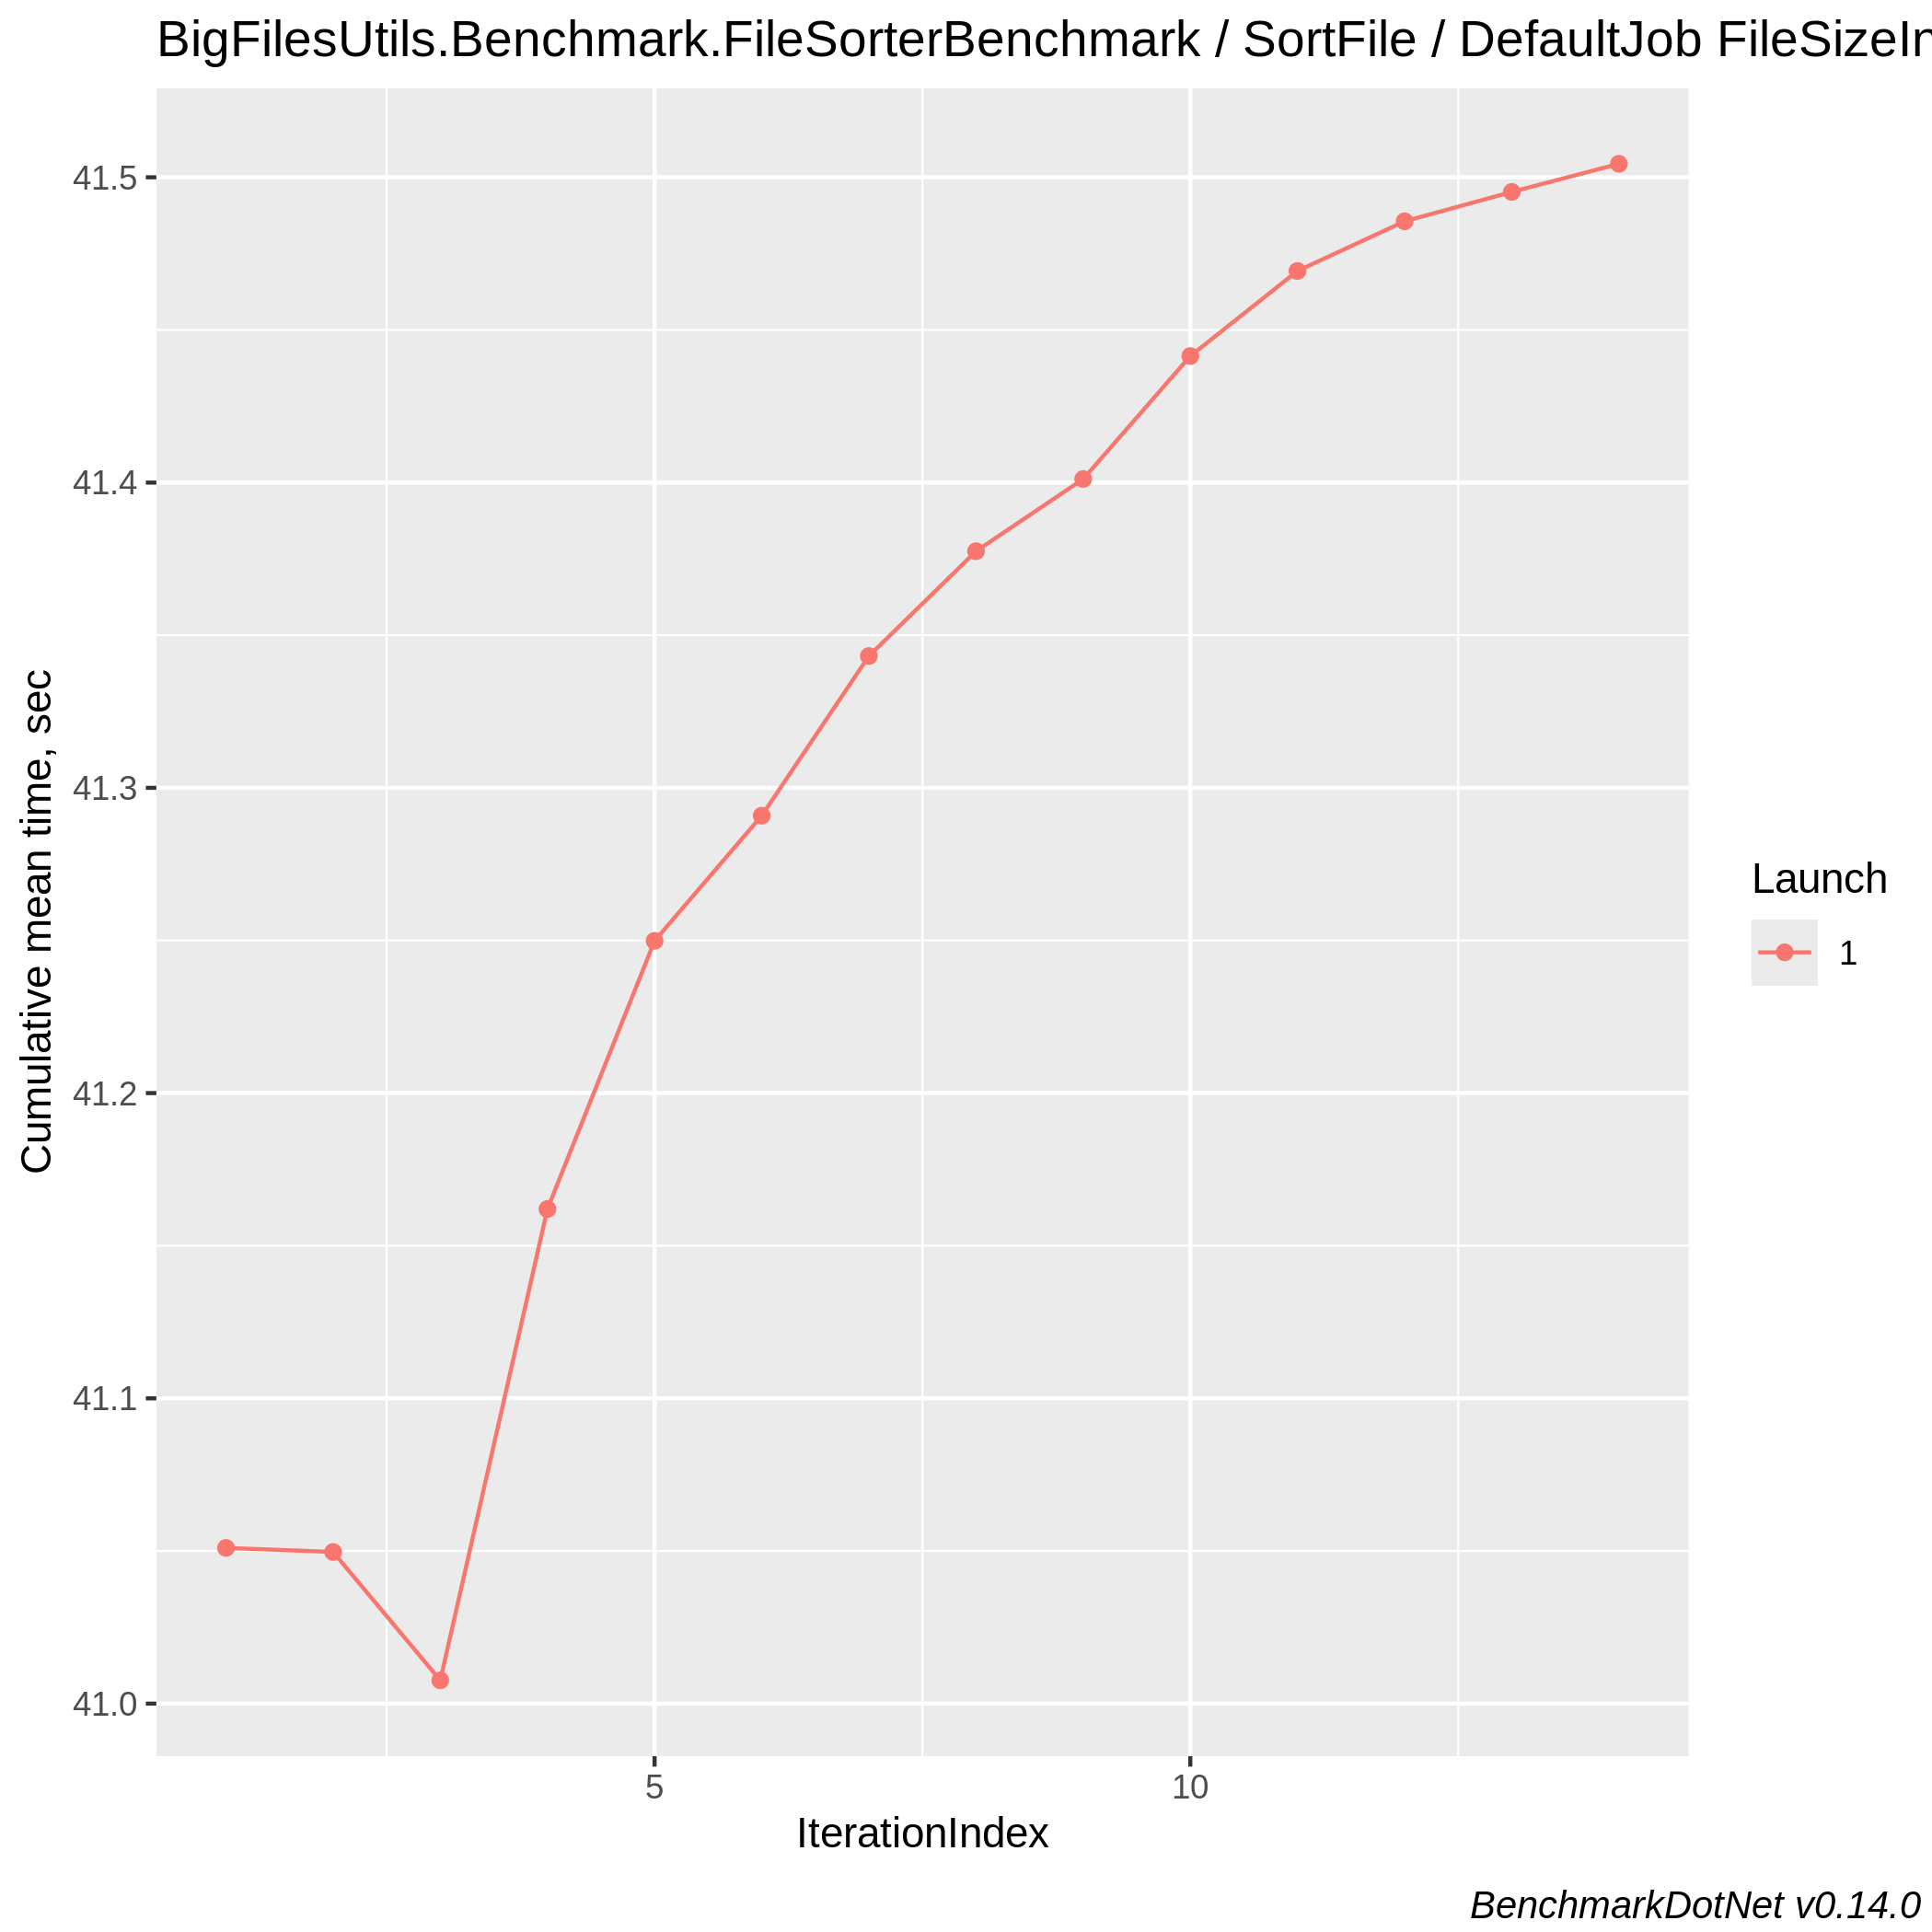 BigFilesUtils.Benchmark.FileSorterBenchmark / SortFile / DefaultJob FileSizeIn
41.5
41.4
41.3
41.2
41.1
41.0
Cumulative mean time, sec
5
10
IterationIndex
Launch
1
BenchmarkDotNet v0.14.0